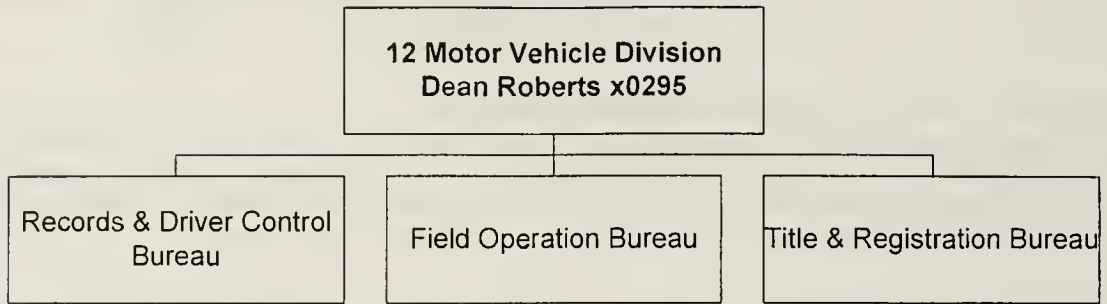 12 Motor Vehicle Division
Dean Roberts x0295
Records & Driver Control
Bureau
Field Operation Bureau
Title & Registration Bureau